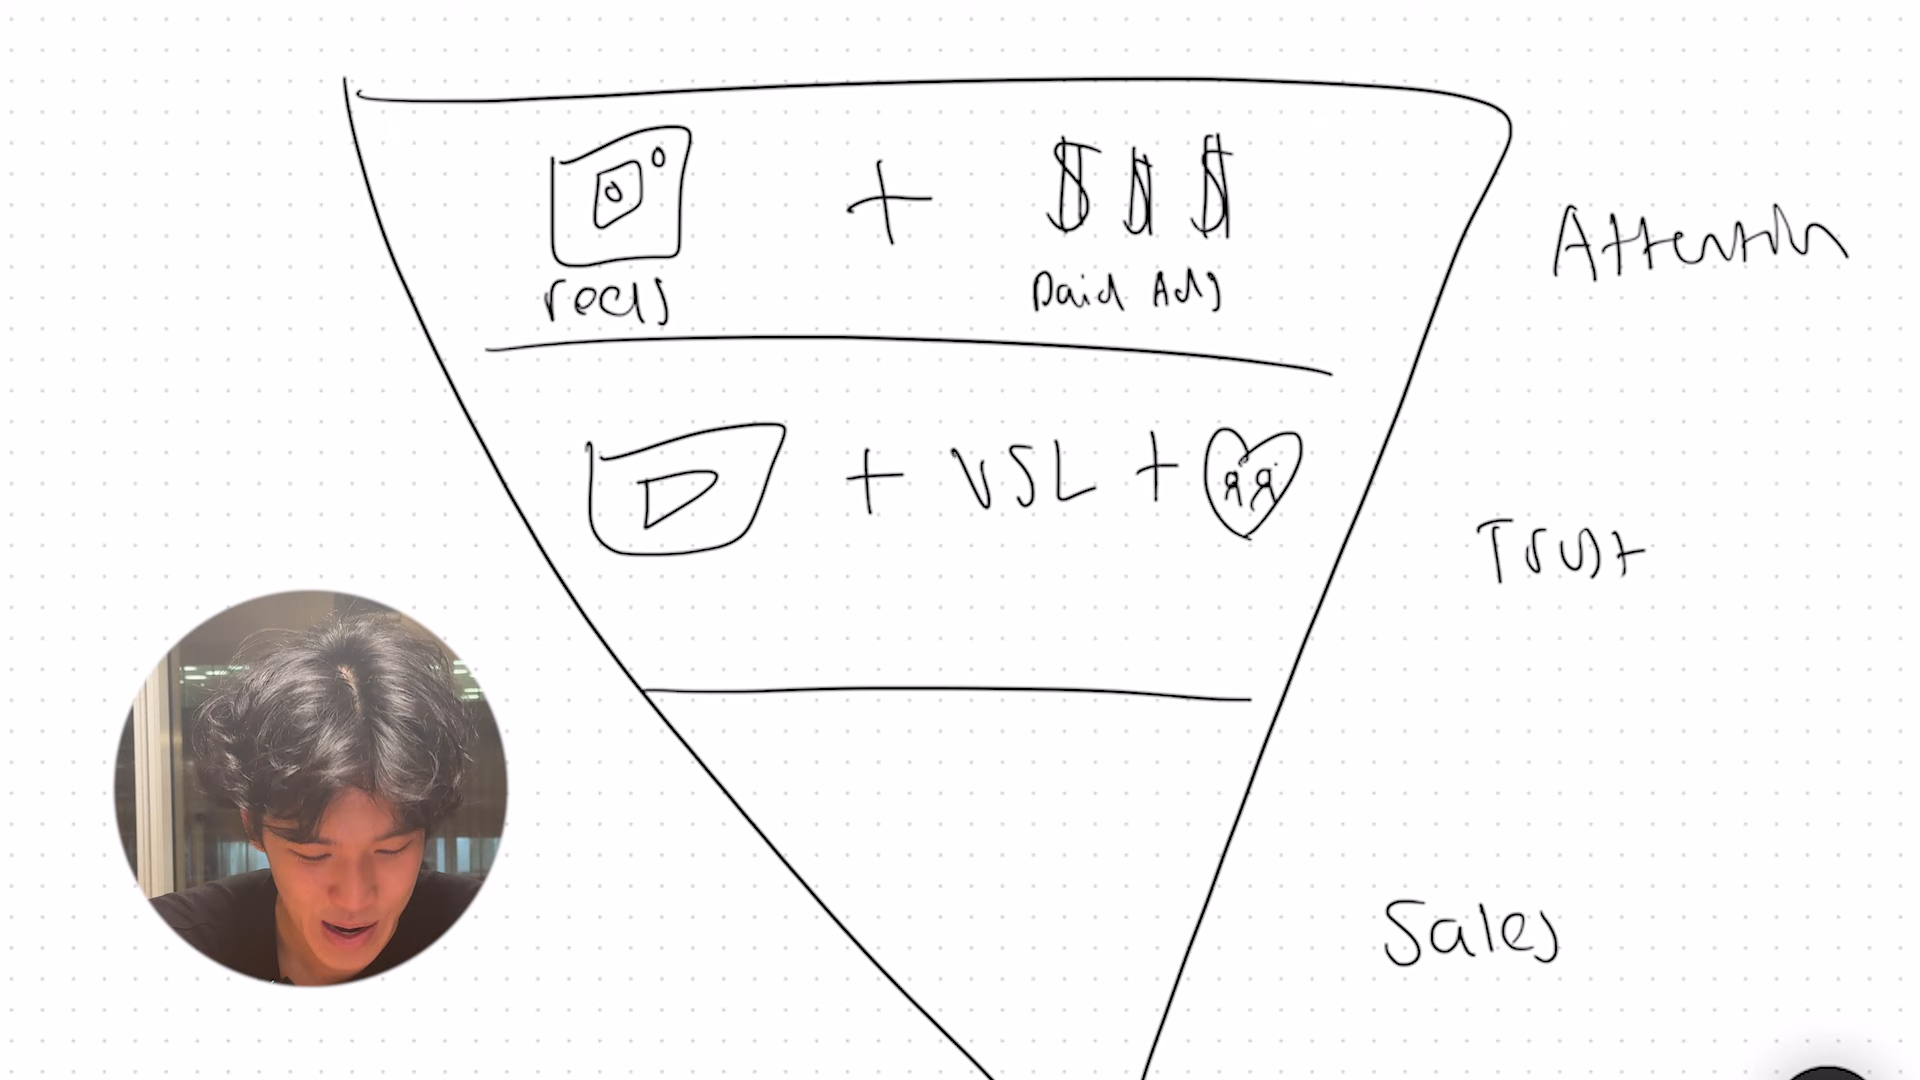 + $ $ $
reels
Paid Ads
Attention
+ VSL +
Trust
Sales